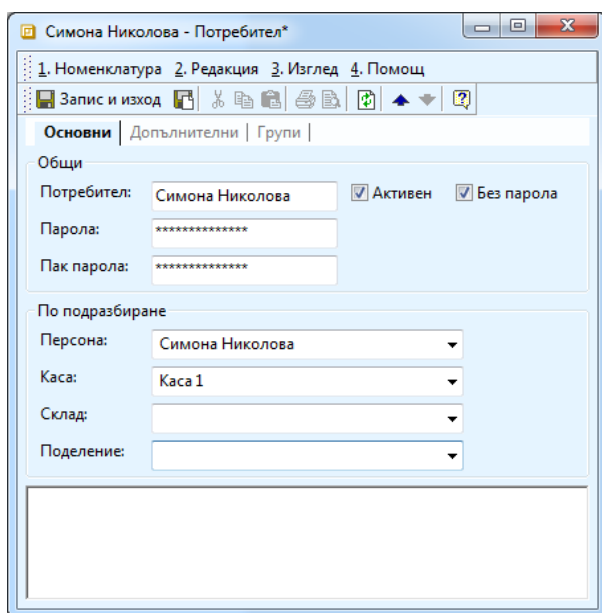 Симона Николова - Потребител*
1. Номенклатура 2. Редакция 3. Изглед 4. Помощ
Запис и изход
Основни | Допълнителни | Групи |
Общи
Потребител: Симона Николова Активен Без парола
Парола: **************
Пак парола: **************
По подразбиране
Персона: Симона Николова
Каса: Каса 1
Склад:
Поделение: